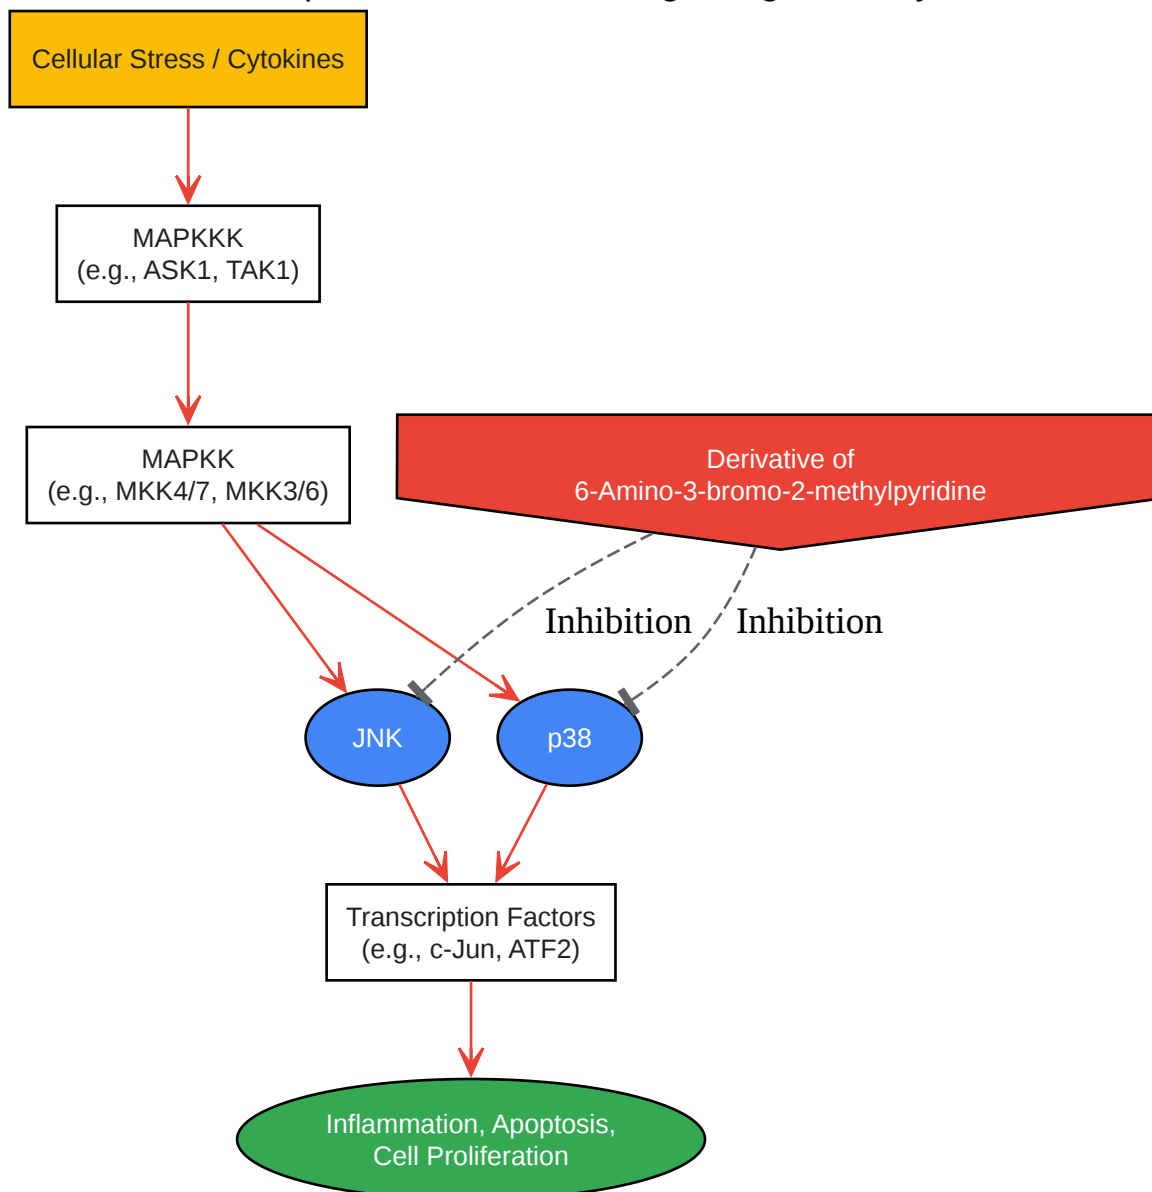 Cellular Stress / Cytokines
MAPKKK
(e.g., ASK1, TAK1)
MAPKK
(e.g., MKK4/7, MKK3/6)
Derivative of
6-Amino-3-bromo-2-methylpyridine
Inhibition
Inhibition
JNK
p38
Transcription Factors
(e.g., c-Jun, ATF2)
Inflammation, Apoptosis,
Cell Proliferation